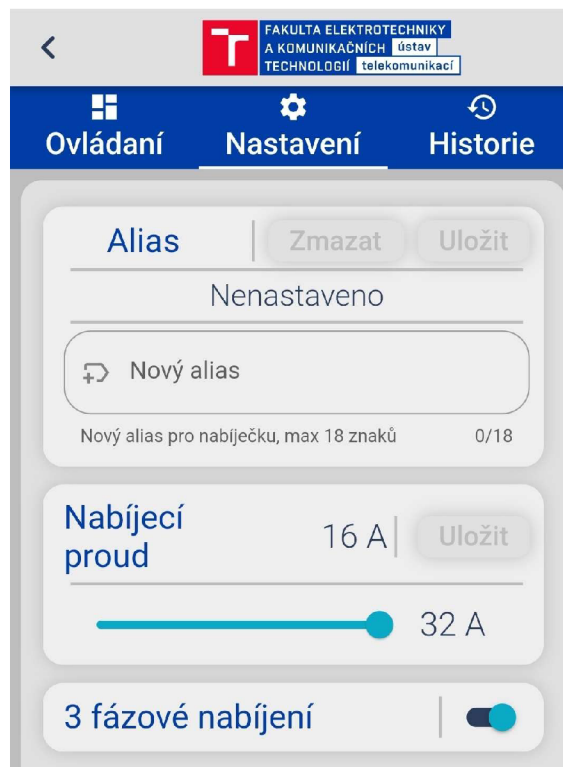 FAKULTA ELEKTROTECHNIKY
A KOMUNIKAČNÍCH ústav
TECHNOLOGIÍ telekomunikací
Ovládaní Nastavení Historie
Alias Zmazat Uložit
Nenastaveno
Nový alias
Nový alias pro nabíječku, max 18 znaků 0/18
Nabíjecí
proud 16 A Uložit
32 A
3 fázové nabíjení